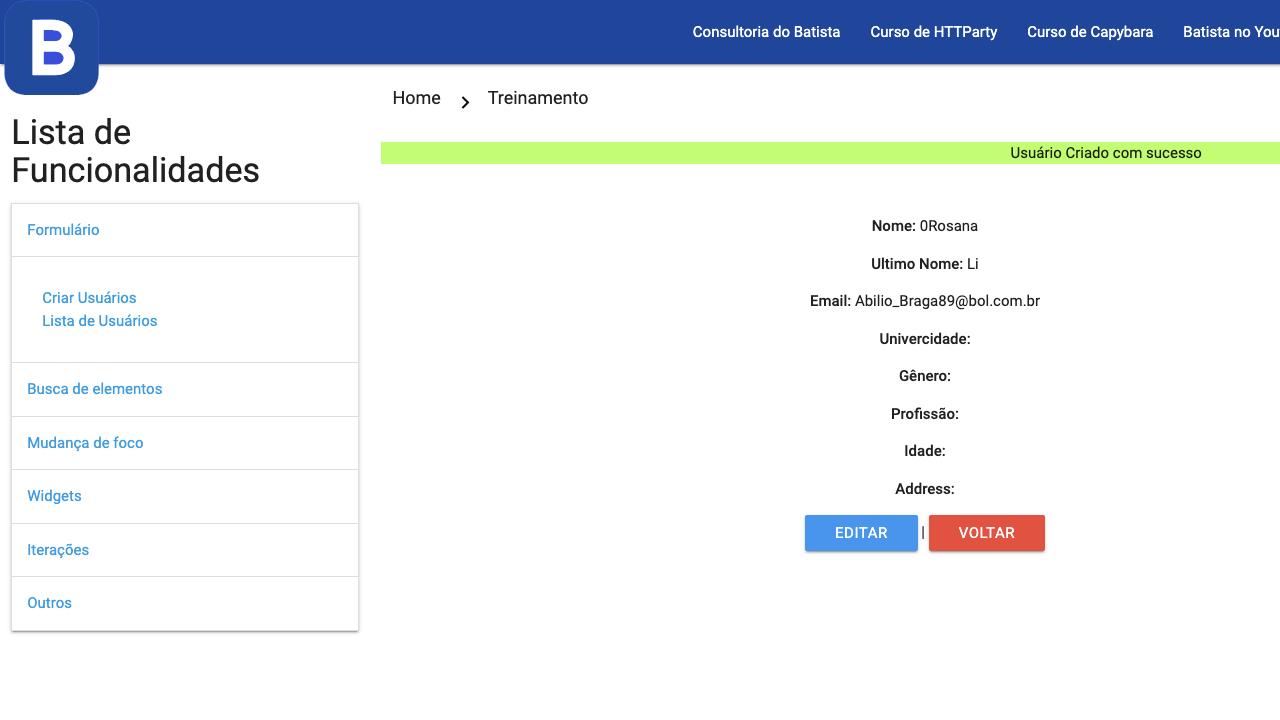 B
Consultoria do Batista
Curso de HTTParty
Curso de Capybara
Batista no You
Home
Treinamento
Lista de
Funcionalidades
Usuário Criado com sucesso
Formulário
Criar Usuários
Lista de Usuários
Busca de elementos
Mudança de foco
Widgets
Iterações
Outros
Nome: 0Rosana
Ultimo Nome: Li
Email: Abilio_Braga89@bol.com.br
Univercidade:
Gênero:
Profissão:
Idade:
Address:
EDITAR | VOLTAR